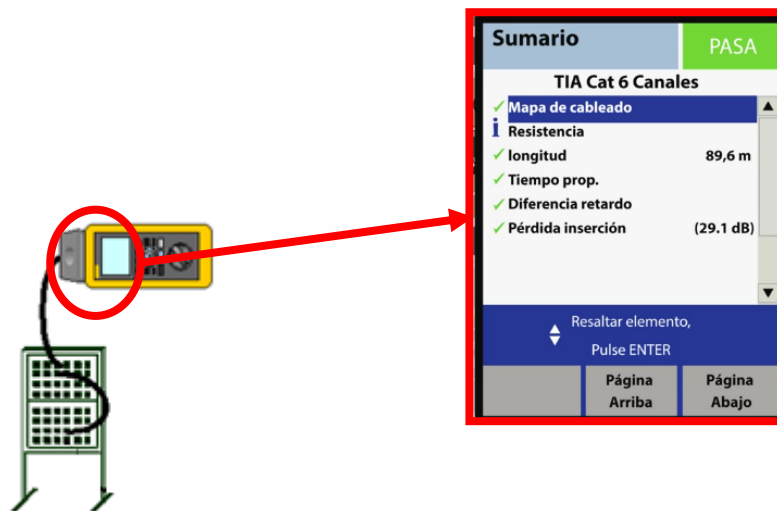 Sumario
PASA
TIA Cat 6 Canales
Mapa de cableado
i Resistencia
longitud 89,6 m
Tiempo prop.
Diferencia retardo
Pérdida inserción (29.1 dB)
Resaltar elemento,
Pulse ENTER
Página Arriba
Página Abajo